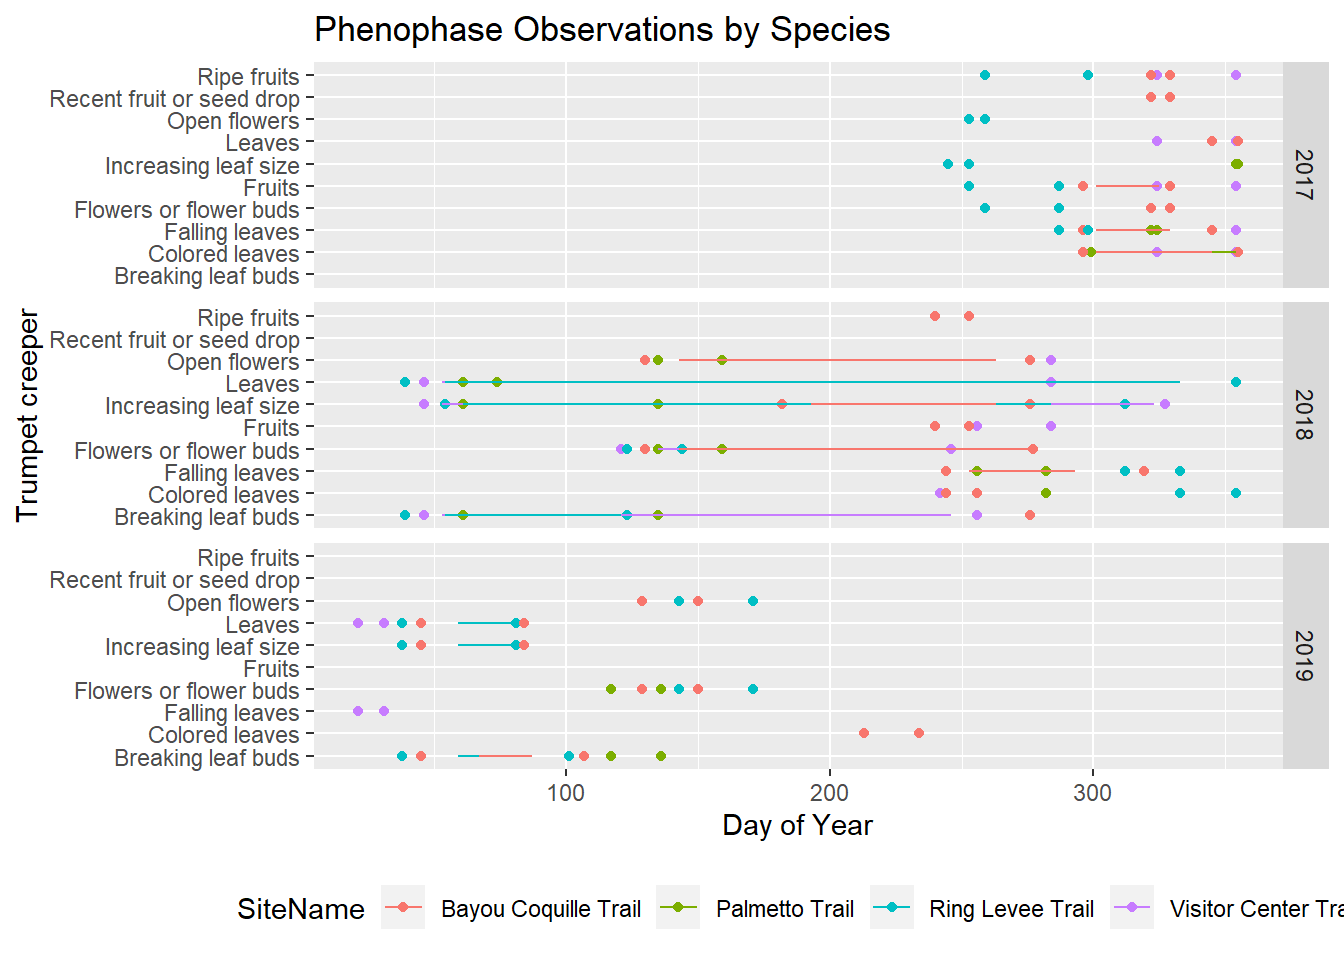 Phenophase Observations by Species
Trumpet creeper
Ripe fruits
Recent fruit or seed drop
Open flowers
Leaves
Increasing leaf size
Fruits
Flowers or flower buds
Falling leaves
Colored leaves
Breaking leaf buds
2017
Ripe fruits
Recent fruit or seed drop
Open flowers
Leaves
Increasing leaf size
Fruits
Flowers or flower buds
Falling leaves
Colored leaves
Breaking leaf buds
2018
Ripe fruits
Recent fruit or seed drop
Open flowers
Leaves
Increasing leaf size
Fruits
Flowers or flower buds
Falling leaves
Colored leaves
Breaking leaf buds
2019
100 200 300
Day of Year
SiteName Bayou Coquille Trail Palmetto Trail Ring Levee Trail Visitor Center Tra